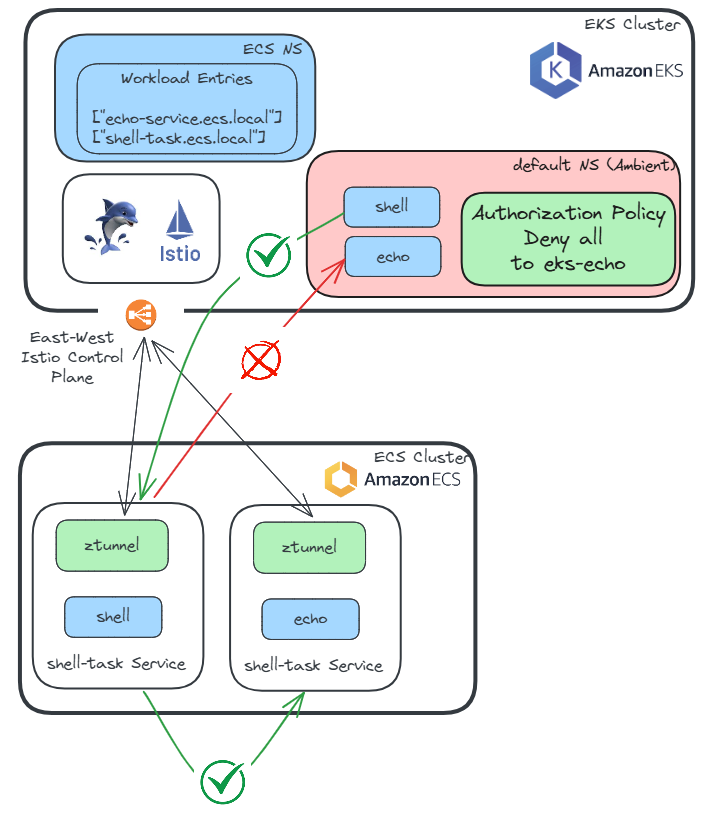 EKS Cluster
K
Amazon EKS
ECS NS
Workload Entries
["echo-service.ecs.local"]
["shell-task.ecs.local"]
default NS (Ambient)
shell
echo
Authorization Policy
Deny all
to eks-echo
Istio
East-West
Istio Control
Plane
ECS Cluster
Amazon ECS
ztunnel
shell
shell-task Service
ztunnel
echo
shell-task Service